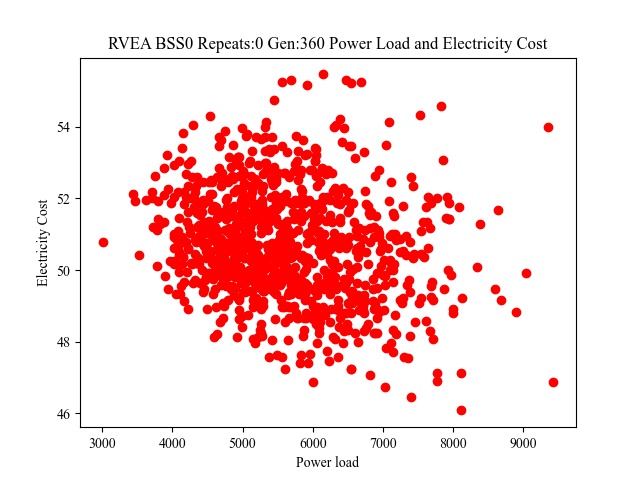 RVEA BSS0 Repeats:0 Gen:360 Power Load and Electricity Cost
54
52
50
48
46
Electricity Cost
3000 4000 5000 6000 7000 8000 9000
Power load